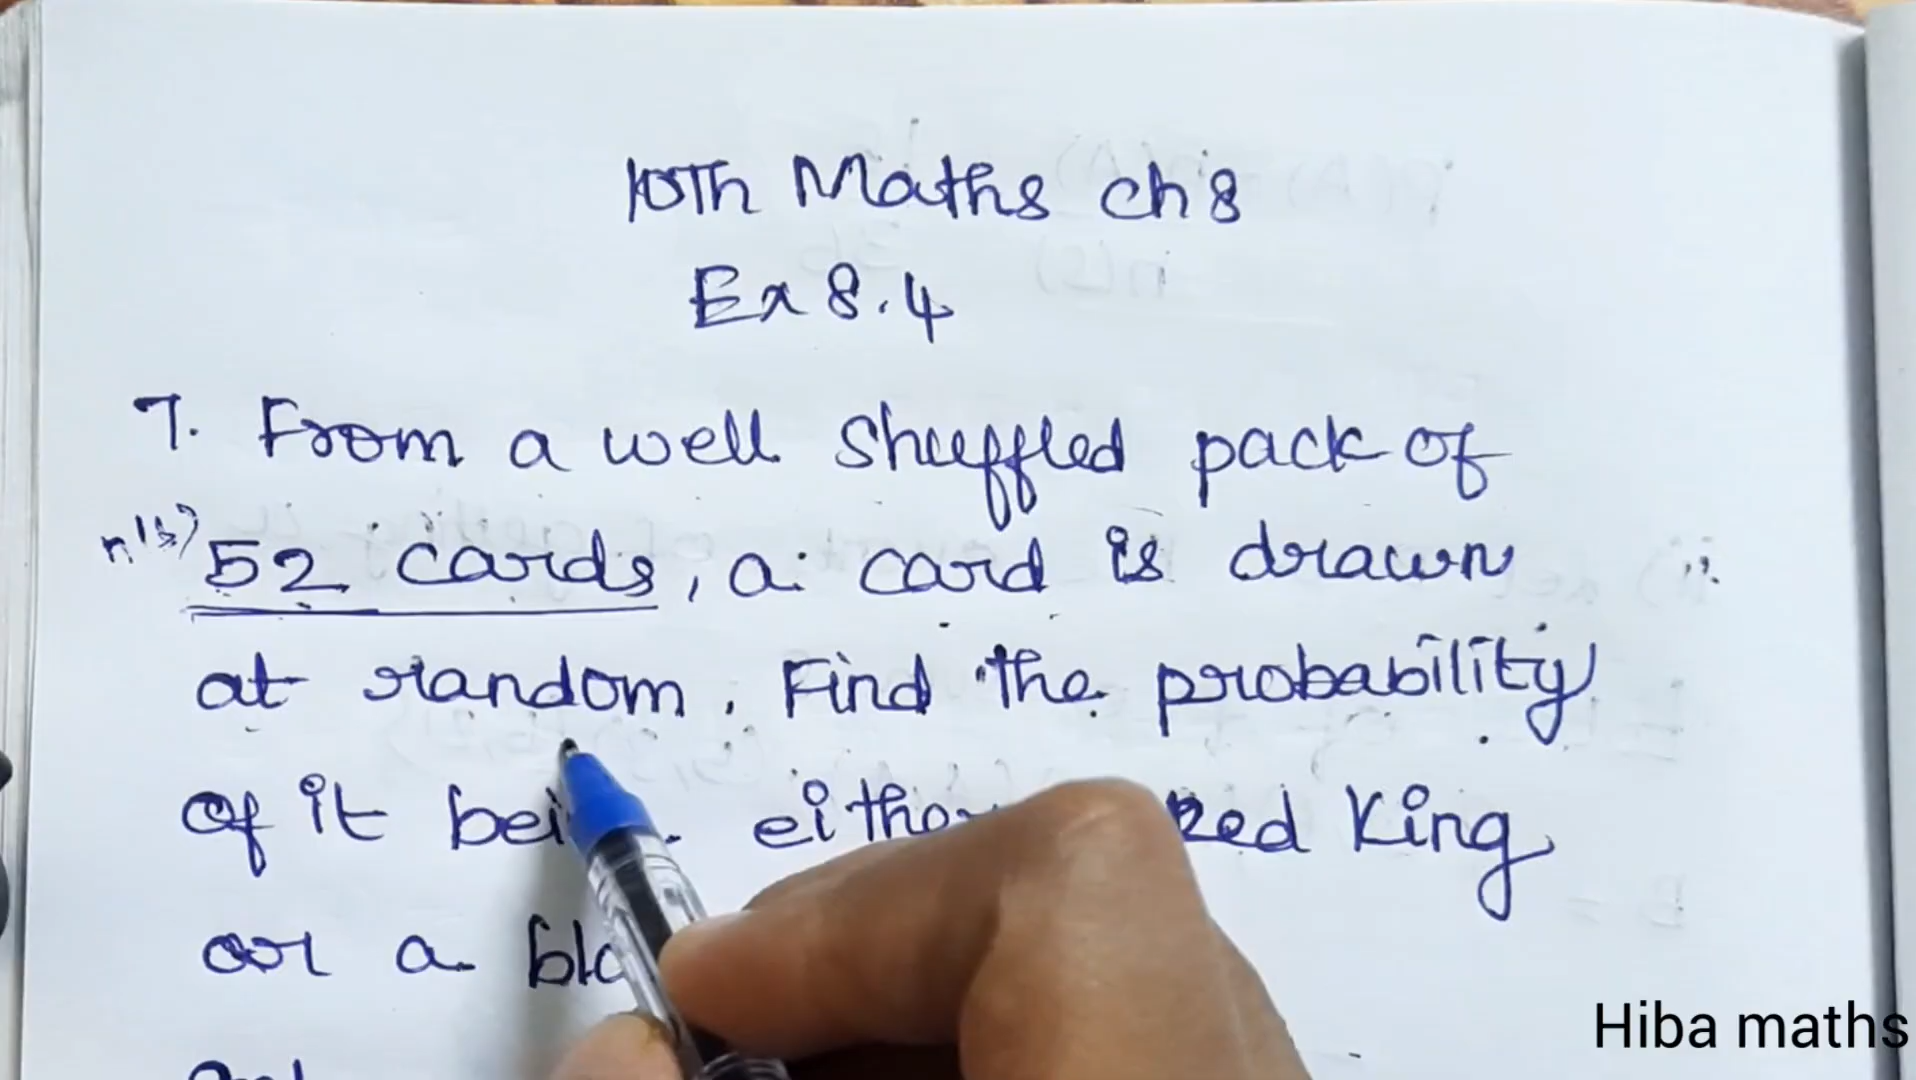 10Th Maths ch 8
Ex 8.4
7. From a well shuffled pack of
n(s) 52 cards, a card is drawn
at random. Find the probability
of it red King
or a
Hiba maths